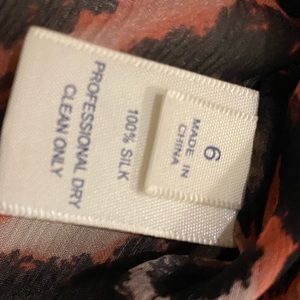 6
MADE IN
CHINA
100% SILK
PROFESSIONAL DRY
CLEAN ONLY